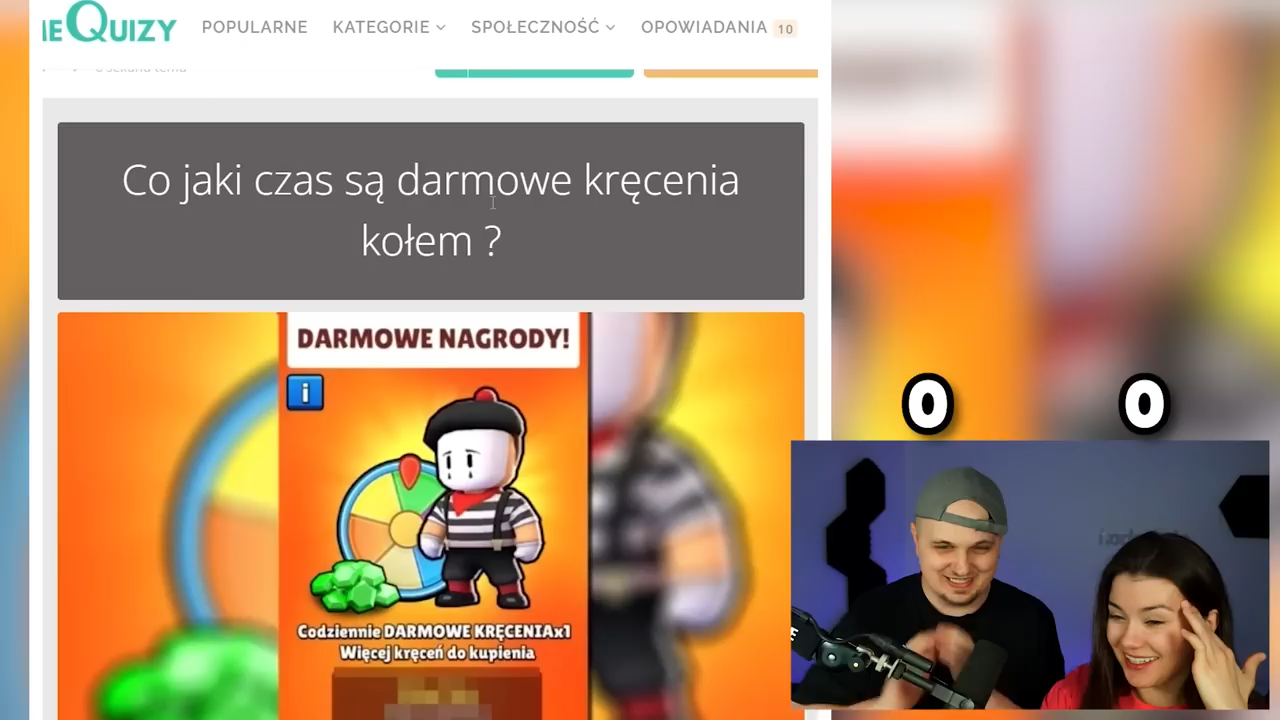 QUIZY
POPULARNE KATEGORIE SPOŁECZNOŚĆ OPOWIADANIA 10
Co jaki czas są darmowe kręcenia
kołem ?
DARMOWE NAGRODY!
i
Codziennie DARMOWE KRĘCENIAx1
Więcej kręceń do kupienia
0 0